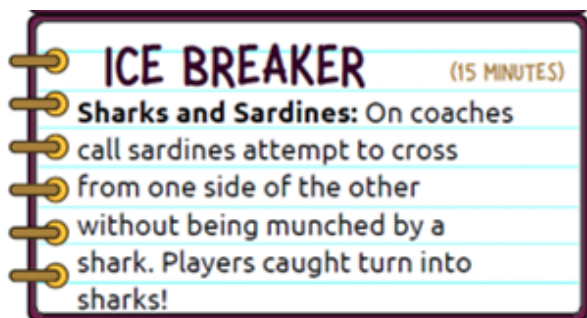 ICE BREAKER (15 MINUTES)
Sharks and Sardines: On coaches
call sardines attempt to cross
from one side of the other
without being munched by a
shark. Players caught turn into
sharks!